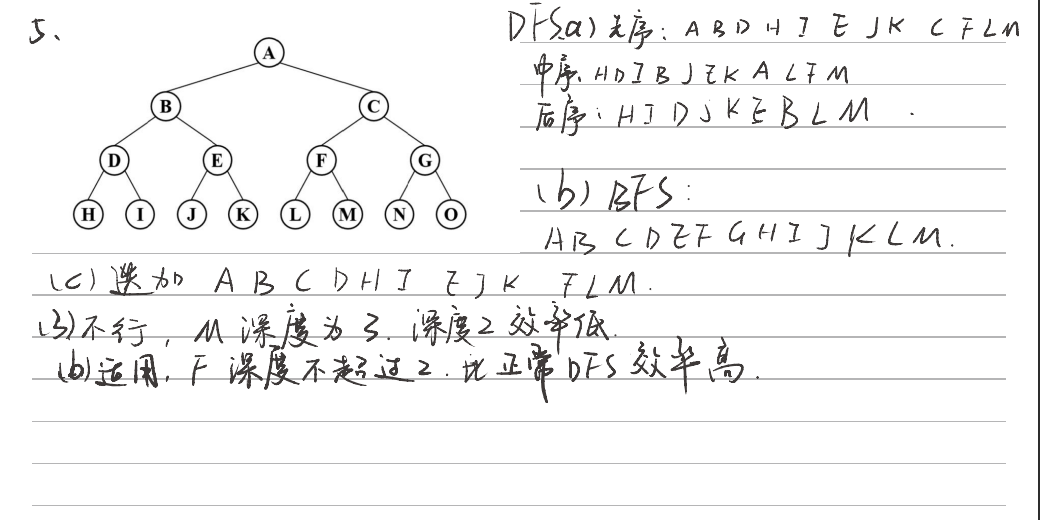 5、
A
B C
D E F G
H I J K L M N O
DFS(a) 先序: A B D H I E J K C F L M
中序: H D I B J E K A L F M
后序: H I D J K E B L M .
(b) BFS:
A B C D E F G H I J K L M.
(c) 迭加 A B C D H I E J K F L M.
(3) 不行, M 深度为 3. 深度2 效率低.
(b) 适用, F 深度不超过 2. 比正常 DFS 效率高.